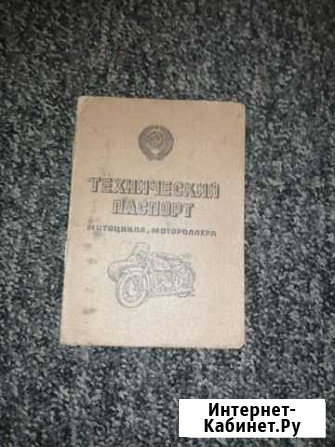 ТЕХНИЧЕСКИЙ
ПАСПОРТ
МОТОЦИКЛА, МОТОРОЛЛЕРА
Интернет-
Кабинет.Ру